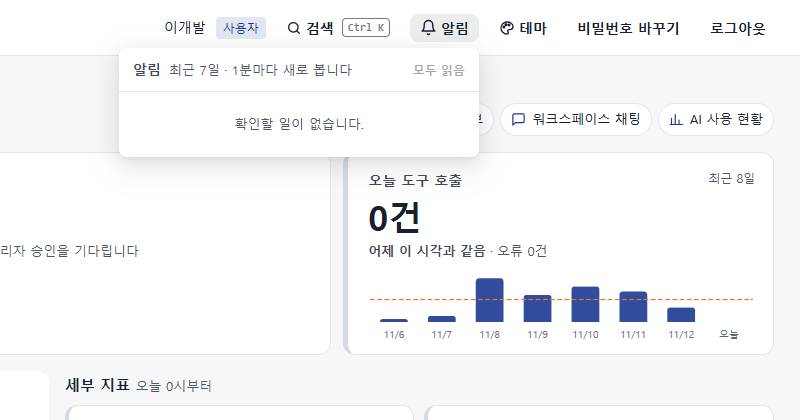 이개발 사용자 검색 Ctrl K 알림 테마 비밀번호 바꾸기 로그아웃
알림 최근 7일 · 1분마다 새로 봅니다 모두 읽음
확인할 일이 없습니다.
워크스페이스 채팅 AI 사용 현황
오늘 도구 호출 최근 8일
0건
어제 이 시각과 같음 · 오류 0건
리자 승인을 기다립니다
11/6 11/7 11/8 11/9 11/10 11/11 11/12 오늘
세부 지표 오늘 0시부터